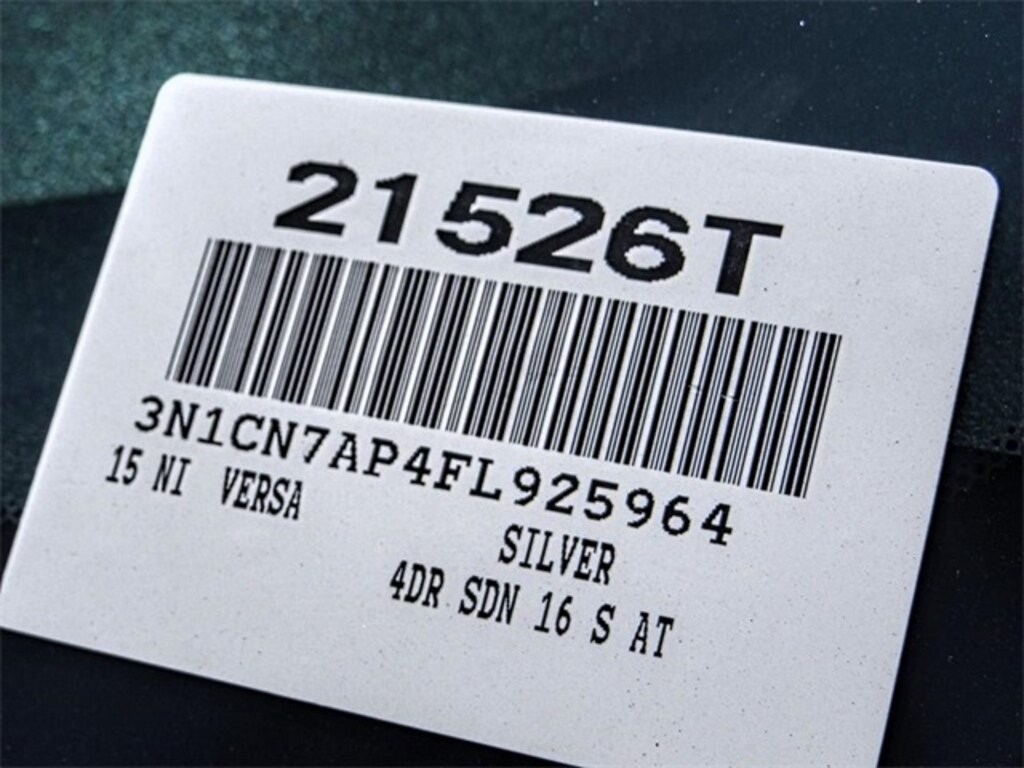 21526T
3N1CN7AP4FL925964
15 NI VERSA
SILVER
4DR SDN 16 S AT